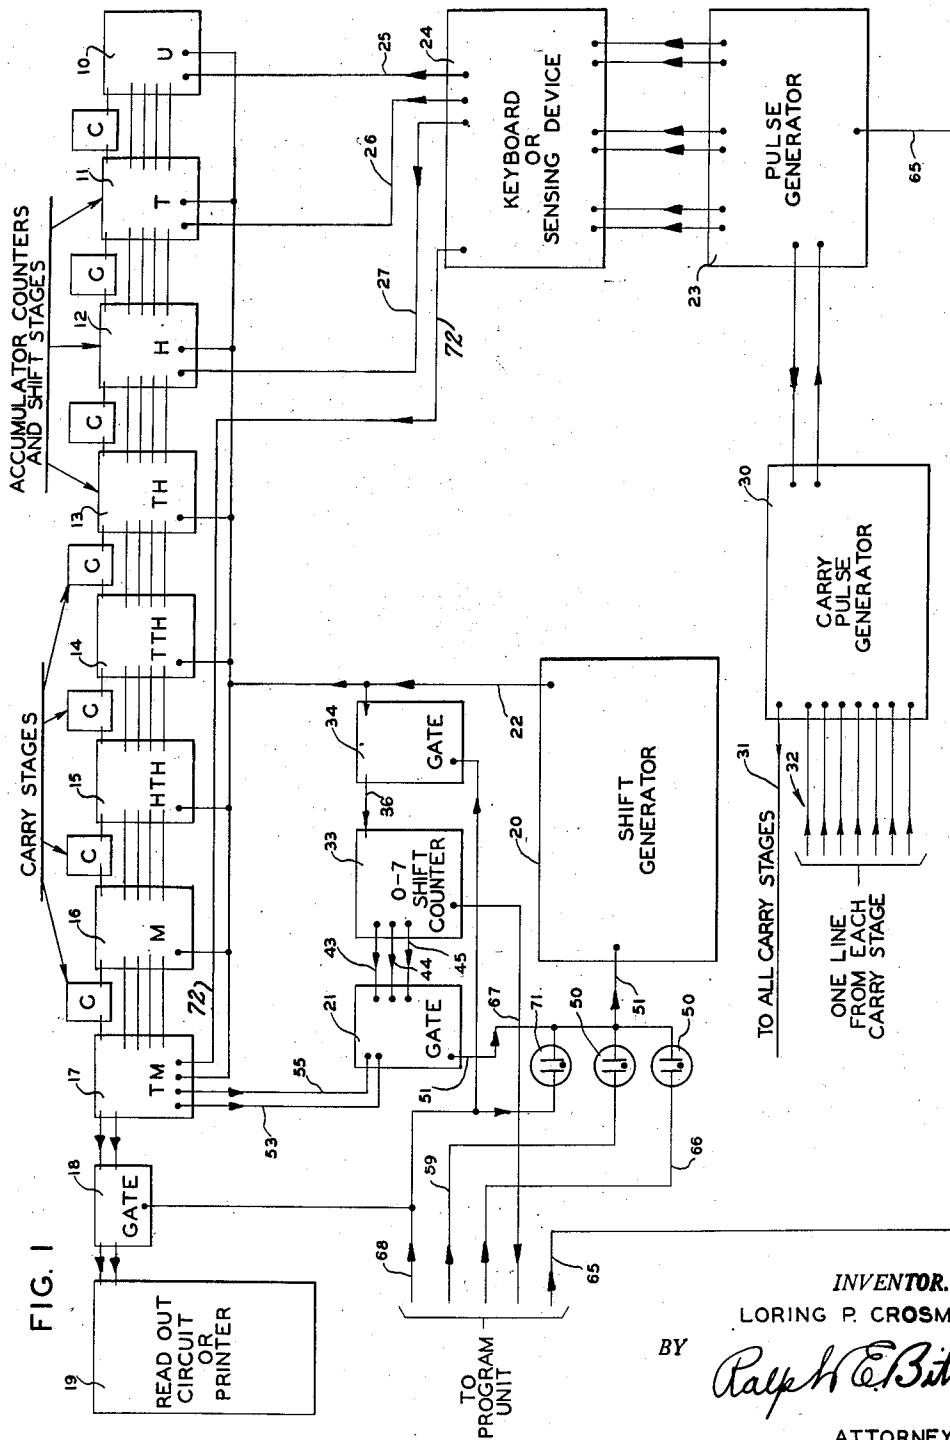 FIG. 1
ACCUMULATOR COUNTERS
AND SHIFT STAGES
CARRY STAGES
19
READ OUT
CIRCUIT
OR
PRINTER
18
GATE
17
TM
C
16
M
C
15
HTH
C
14
TTH
C
13
TH
C
12
H
C
11
T
C
10
U
72
53
55
21
GATE
43
44
45
33
0-7
SHIFT
COUNTER
36
34
GATE
22
20
SHIFT
GENERATOR
51
67
71
50
50
51
68
59
66
65
TO
PROGRAM
UNIT
25
26
27
72
24
KEYBOARD
OR
SENSING DEVICE
23
PULSE
GENERATOR
65
30
CARRY
PULSE
GENERATOR
31
32
TO ALL CARRY STAGES
ONE LINE
FROM EACH
CARRY STAGE
INVENTOR.
LORING P. CROSM
BY
Ralph E. Bit
ATTORNEY